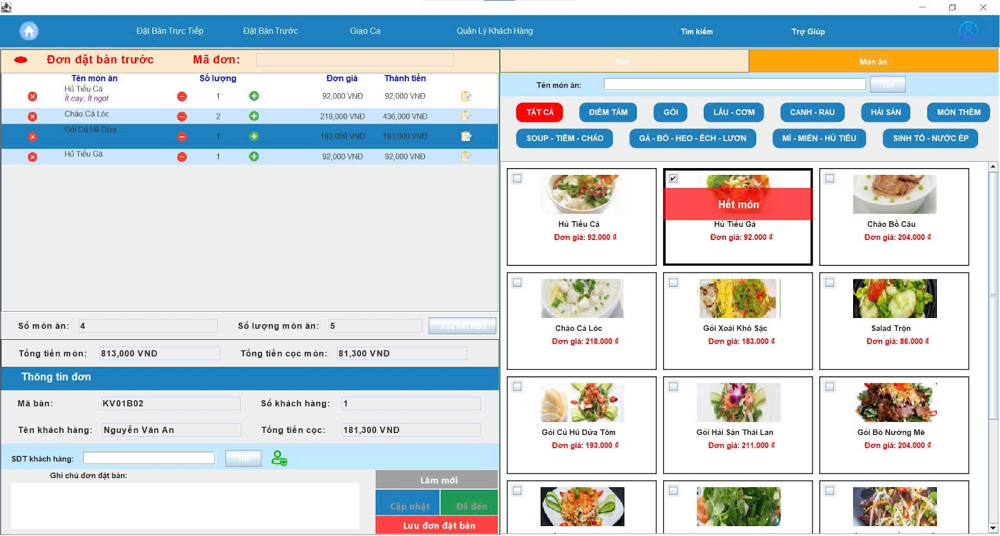 Đặt Bàn Trực Tiếp Đặt Bàn Trước Giao Ca Quản Lý Khách Hàng Tìm kiếm Trợ Giúp
Đơn đặt bàn trước Mã đơn:
Tên món ăn Số lượng Đơn giá Thành tiền
Hủ Tiếu Cá
Ít cay, Ít ngọt
1 92,000 VNĐ 92,000 VNĐ
Cháo Cá Lóc 2 218,000 VNĐ 436,000 VNĐ
Gỏi Củ Hũ Dừa ... 1 193,000 VNĐ 193,000 VNĐ
Hủ Tiếu Gà 1 92,000 VNĐ 92,000 VNĐ
Số món ăn: 4 Số lượng món ăn: 5 Xóa hết món
Tổng tiền món: 813,000 VNĐ Tổng tiền cọc món: 81,300 VNĐ
Thông tin đơn
Mã bàn: KV01B02 Số khách hàng: 1
Tên khách hàng: Nguyễn Văn An Tổng tiền cọc: 181,300 VNĐ
SĐT khách hàng: Tìm
Ghi chú đơn đặt bàn:
Làm mới
Cập nhật Đã đến
Lưu đơn đặt bàn
Bàn Món ăn
Tên món ăn: Tìm
TẤT CẢ ĐIỂM TÂM GỎI LẨU - CƠM CANH - RAU HẢI SẢN MÓN THÊM
SOUP - TIỀM - CHÁO GÀ - BÒ - HEO - ẾCH - LƯƠN MÌ - MIẾN - HỦ TIẾU SINH TỐ - NƯỚC ÉP
Hết món
Hủ Tiếu Cá Hủ Tiếu Gà Cháo Bồ Câu
Đơn giá: 92.000 ₫ Đơn giá: 92.000 ₫ Đơn giá: 204.000 ₫
Cháo Cá Lóc Gỏi Xoài Khô Sặc Salad Trộn
Đơn giá: 218.000 ₫ Đơn giá: 183.000 ₫ Đơn giá: 86.000 ₫
Gỏi Củ Hũ Dừa Tôm Gỏi Hải Sản Thái Lan Gỏi Bò Nướng Mè
Đơn giá: 193.000 ₫ Đơn giá: 211.000 ₫ Đơn giá: 204.000 ₫